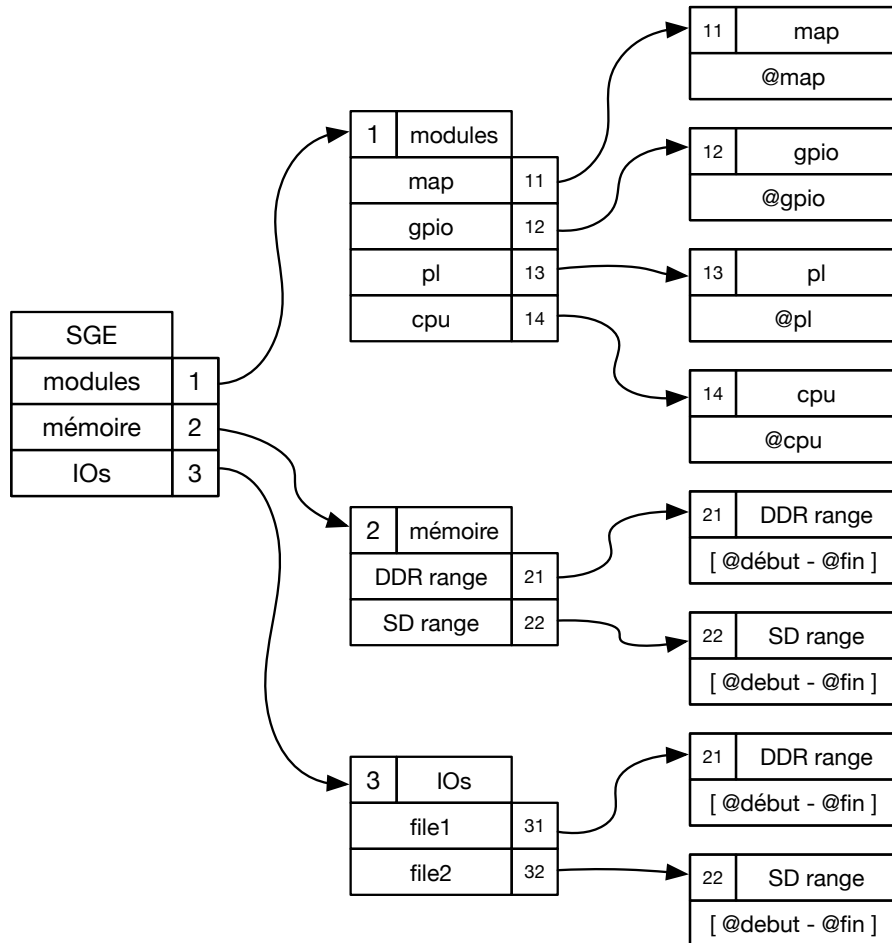 SGE
modules 1
mémoire 2
IOs 3
1 modules
map 11
gpio 12
pl 13
cpu 14
2 mémoire
DDR range 21
SD range 22
3 IOs
file1 31
file2 32
11 map
@map
12 gpio
@gpio
13 pl
@pl
14 cpu
@cpu
21 DDR range
[ @début - @fin ]
22 SD range
[ @debut - @fin ]
21 DDR range
[ @début - @fin ]
22 SD range
[ @debut - @fin ]